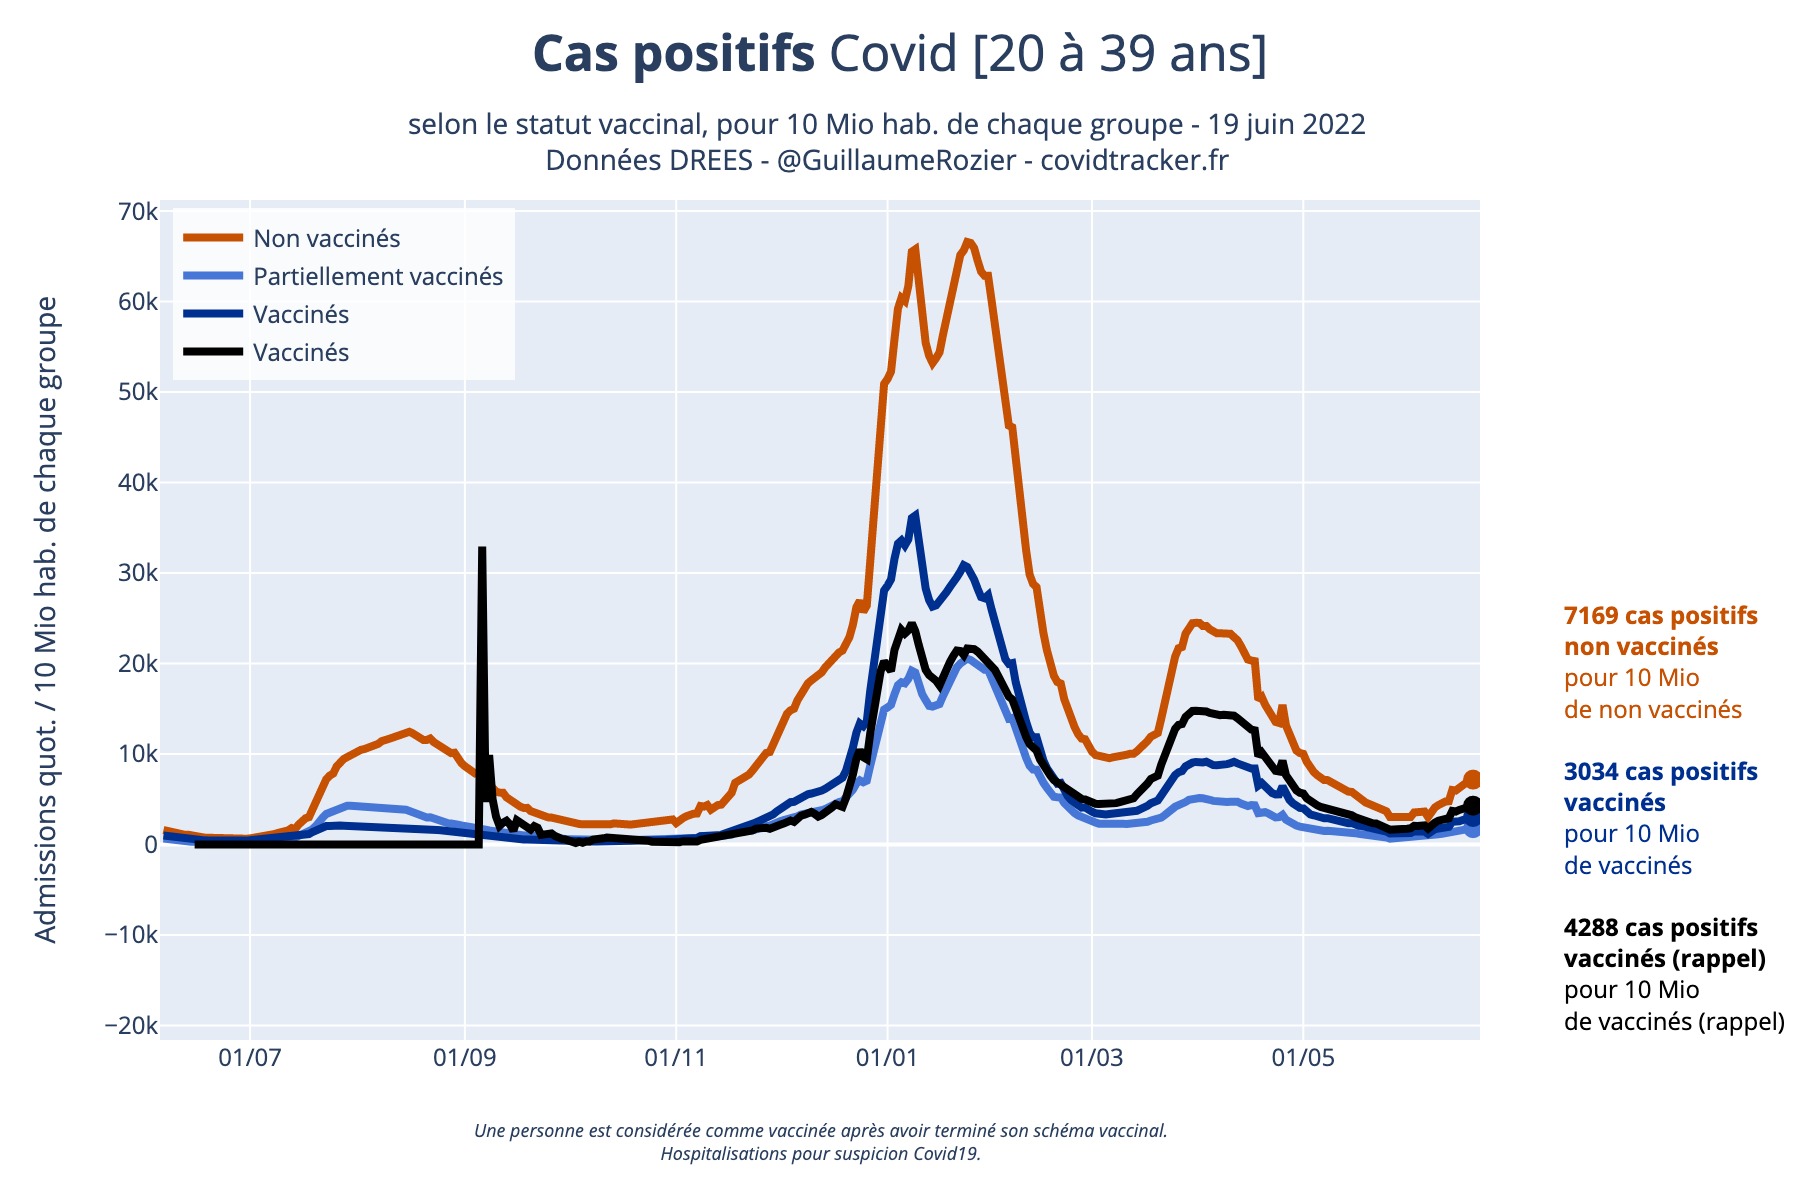 Cas positifs Covid [20 à 39 ans]
selon le statut vaccinal, pour 10 Mio hab. de chaque groupe - 19 juin 2022
Données DREES - @GuillaumeRozier - covidtracker.fr
Admissions quot. / 10 Mio hab. de chaque groupe
70k
60k
50k
40k
30k
20k
10k
0
−10k
−20k
Non vaccinés
Partiellement vaccinés
Vaccinés
Vaccinés
01/07
01/09
01/11
01/01
01/03
01/05
7169 cas positifs
non vaccinés
pour 10 Mio
de non vaccinés
3034 cas positifs
vaccinés
pour 10 Mio
de vaccinés
4288 cas positifs
vaccinés (rappel)
pour 10 Mio
de vaccinés (rappel)
Une personne est considérée comme vaccinée après avoir terminé son schéma vaccinal.
Hospitalisations pour suspicion Covid19.